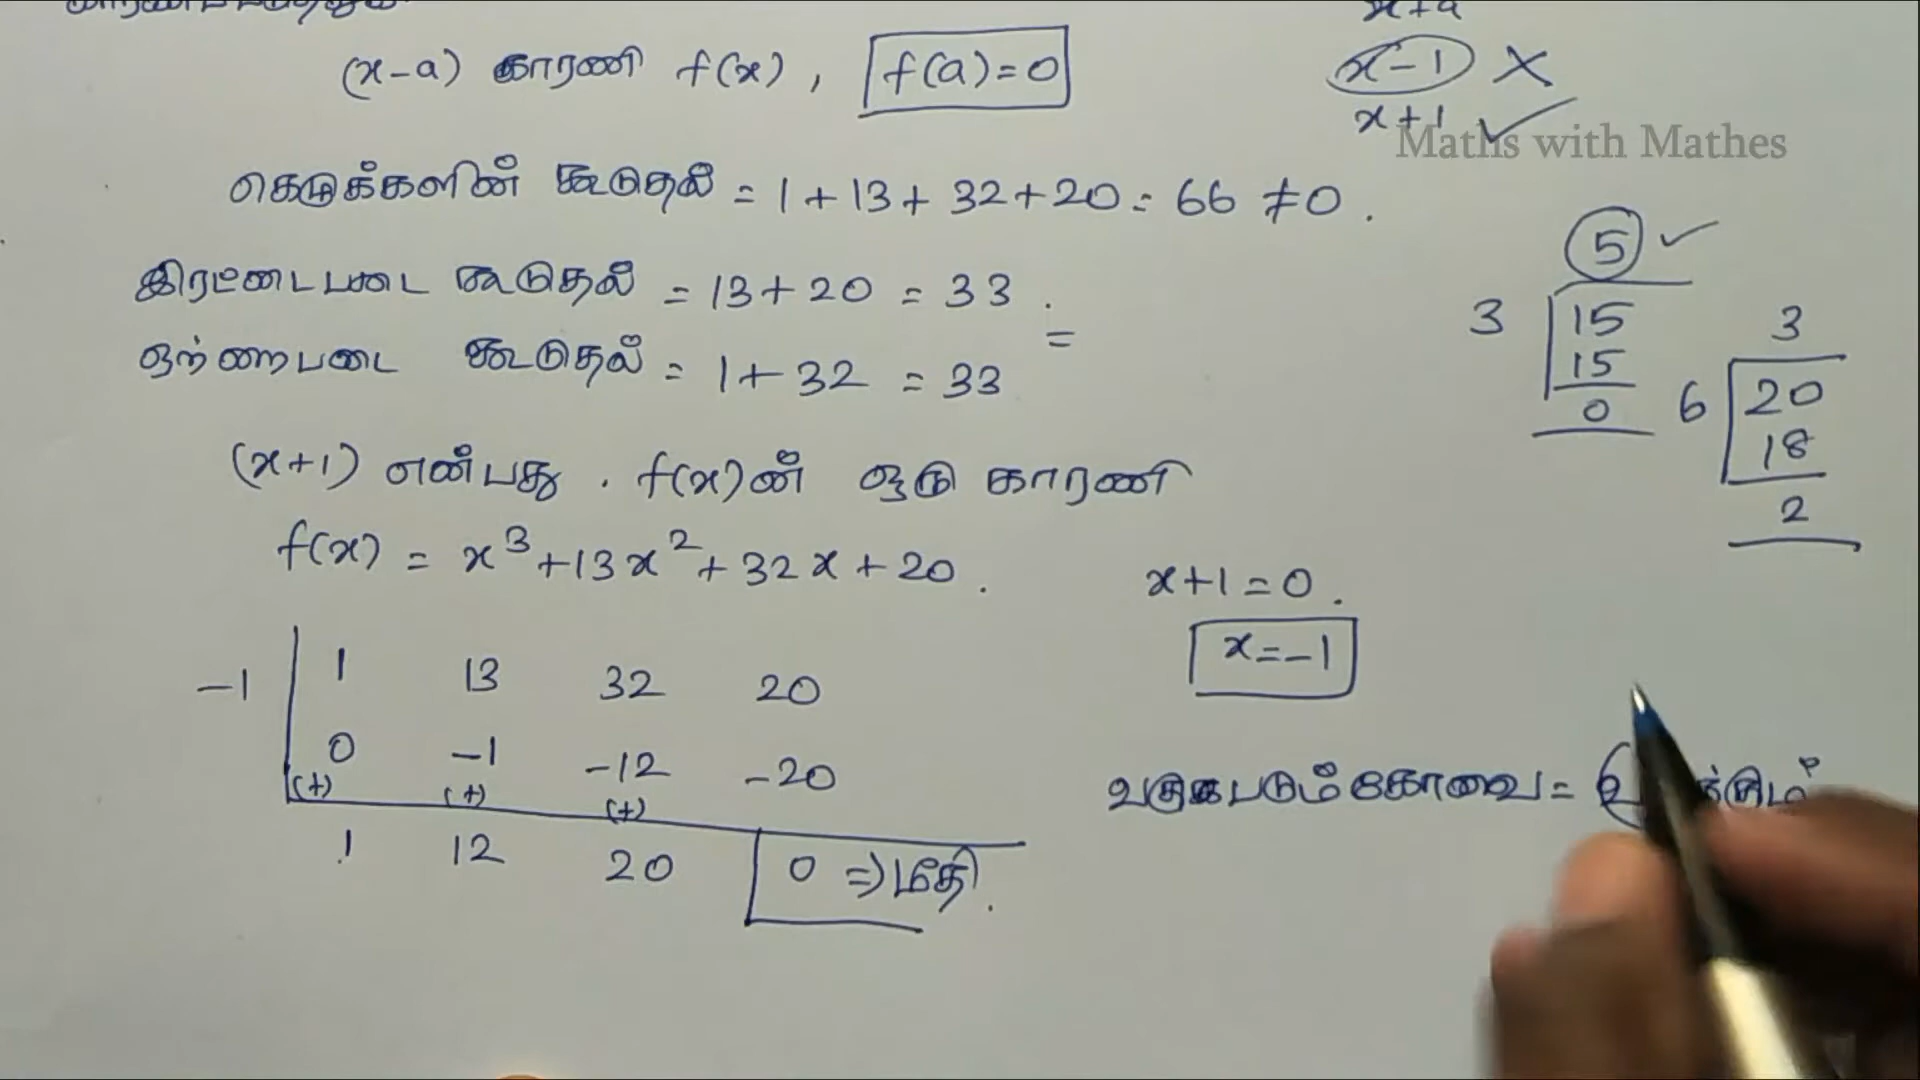 (x-a) காரணி f(x), f(a)=0
x+a
x-1 ×
x+1 ✓
Maths with Mathes
கெழுக்களின் கூடுதல் = 1+13+32+20 = 66 ≠0.
இரட்டைபடை கூடுதல் = 13+20 = 33.
=
ஒற்றைபடை கூடுதல் = 1+32 = 33
5 ✓
3 15
15
0
3
6 20
18
2
(x+1) என்பது . f(x)ன் ஒரு காரணி
f(x) = x³+13x²+32x+20.
x+1=0.
x=-1
-1 1 13 32 20
0 -1 -12 -20
(+) (+) (+)
1 12 20 0 ⇒மீதி.
வகுபடும்கோவை =